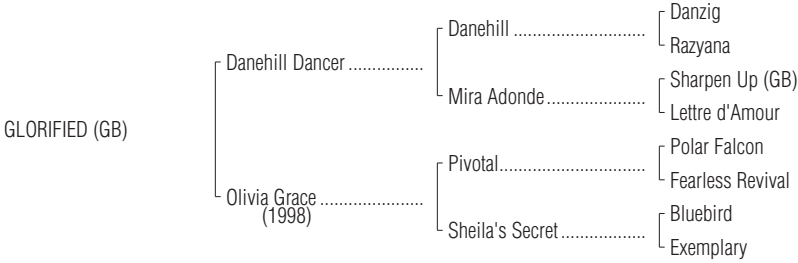 Danzig
Danehill ............................
Razyana
Danehill Dancer ................
Sharpen Up (GB)
Mira Adonde.....................
Lettre d'Amour
GLORIFIED (GB)
Polar Falcon
Pivotal...............................
Fearless Revival
Olivia Grace ......................
(1998)
Bluebird
Sheila's Secret..................
Exemplary